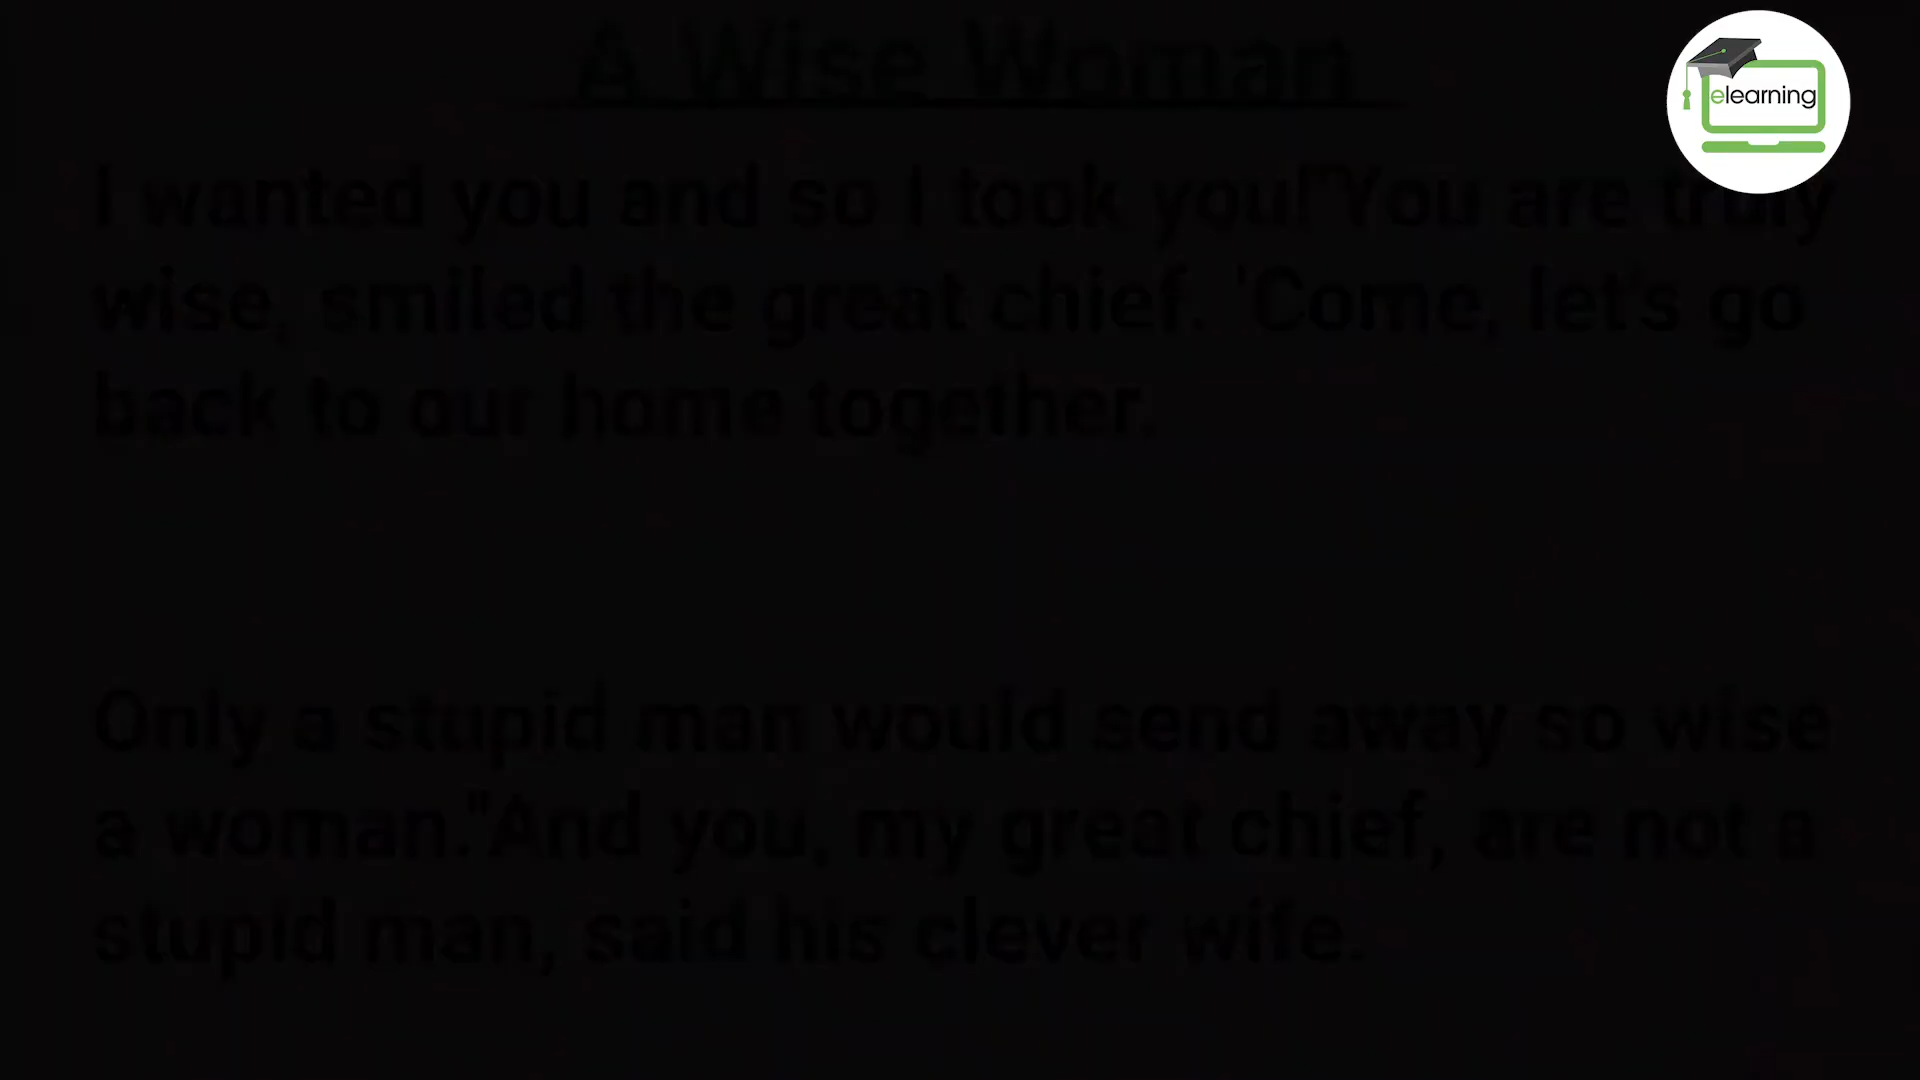 A Wise Woman
elearning
I wanted you and so I took you!"You are truly
wise, smiled the great chief. 'Come, let's go
back to our home together.
Only a stupid man would send away so wise
a woman."And you, my great chief, are not a
stupid man, said his clever wife.